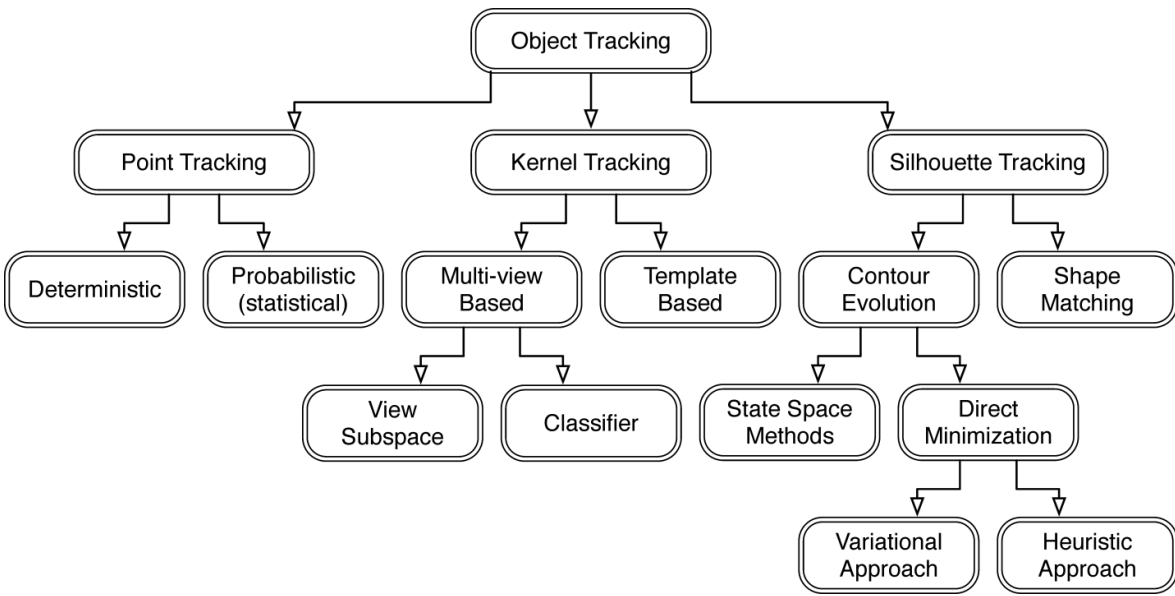 Object Tracking
Point Tracking
Kernel Tracking
Silhouette Tracking
Deterministic
Probabilistic
(statistical)
Multi-view
Based
Template
Based
Contour
Evolution
Shape
Matching
View
Subspace
Classifier
State Space
Methods
Direct
Minimization
Variational
Approach
Heuristic
Approach